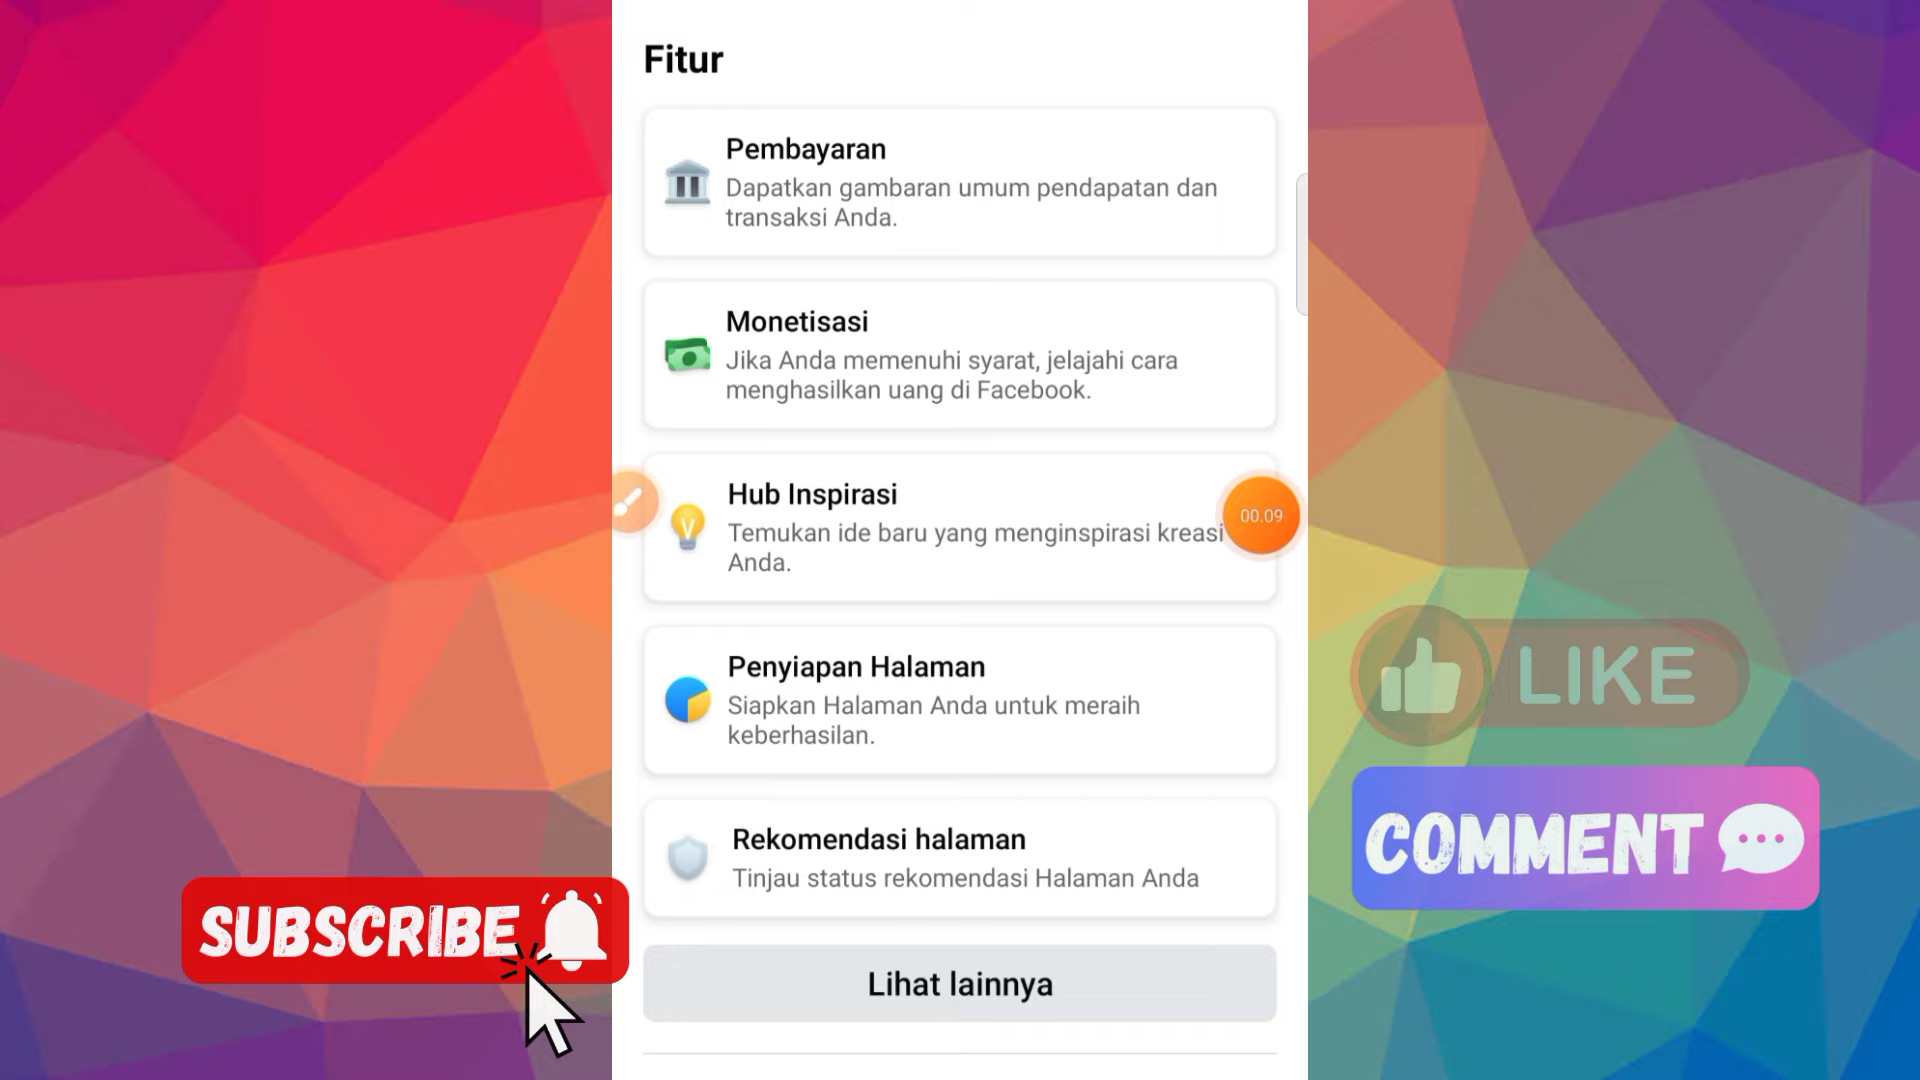 Fitur
Pembayaran
Dapatkan gambaran umum pendapatan dan
transaksi Anda.
Monetisasi
Jika Anda memenuhi syarat, jelajahi cara
menghasilkan uang di Facebook.
Hub Inspirasi
Temukan ide baru yang menginspirasi kreasi
Anda.
00.09
Penyiapan Halaman
Siapkan Halaman Anda untuk meraih
keberhasilan.
Rekomendasi halaman
Tinjau status rekomendasi Halaman Anda
Lihat lainnya
SUBSCRIBE
LIKE
COMMENT